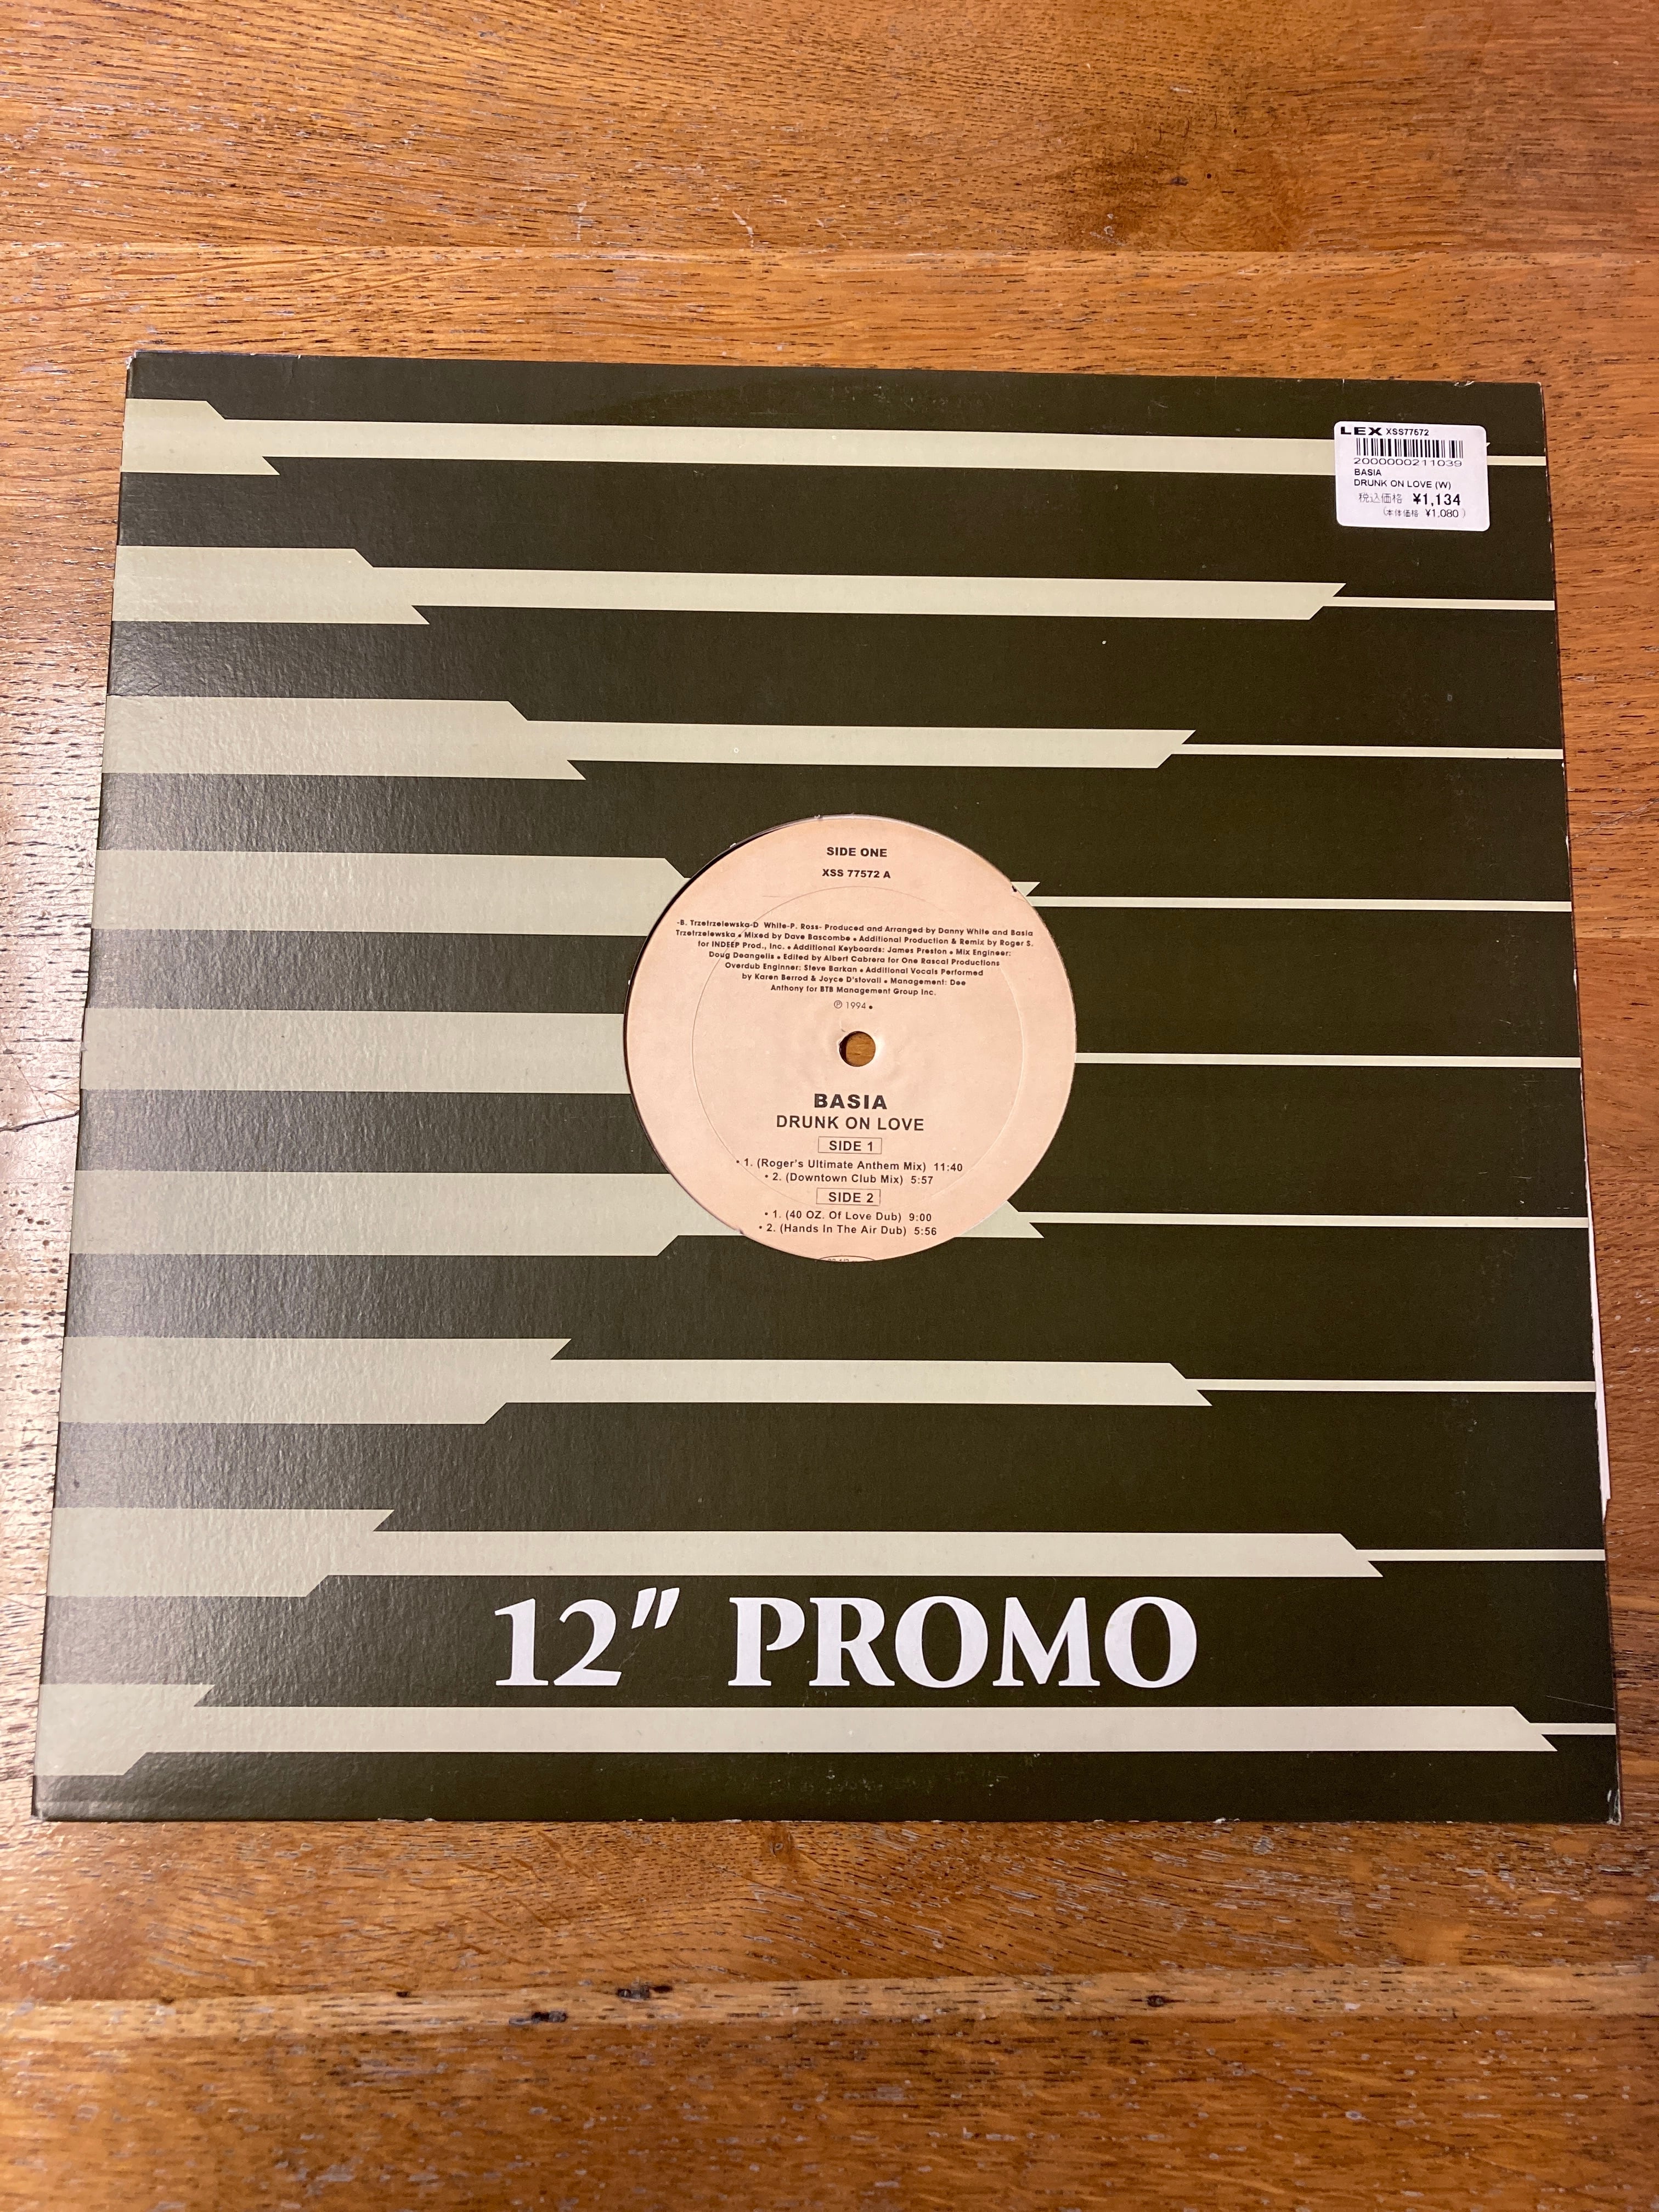 LEX XSS77572
2000000211039
BASIA
DRUNK ON LOVE (W)
税込価格 ¥1,134
(本体価格 ¥1,080 )
SIDE ONE
XSS 77572 A
-B. Trzetrzelewska-D White-P. Ross- Produced and Arranged by Danny White and Basia
Trzetrzelewska • Mixed by Dave Bascombe • Additional Production & Remix by Roger S.
for INDEEP Prod., Inc. • Additional Keyboards: James Preston • Mix Engineer:
Doug Deangelis • Edited by Albert Cabrera for One Rascal Productions
Overdub Enginner: Steve Barkan • Additional Vocals Performed
by Karen Berrod & Joyce D'stovall • Management: Dee
Anthony for BTB Management Group Inc.
℗ 1994 •
BASIA
DRUNK ON LOVE
SIDE 1
• 1. (Roger's Ultimate Anthem Mix) 11:40
• 2. (Downtown Club Mix) 5:57
SIDE 2
• 1. (40 OZ. Of Love Dub) 9:00
• 2. (Hands In The Air Dub) 5:56
12" PROMO